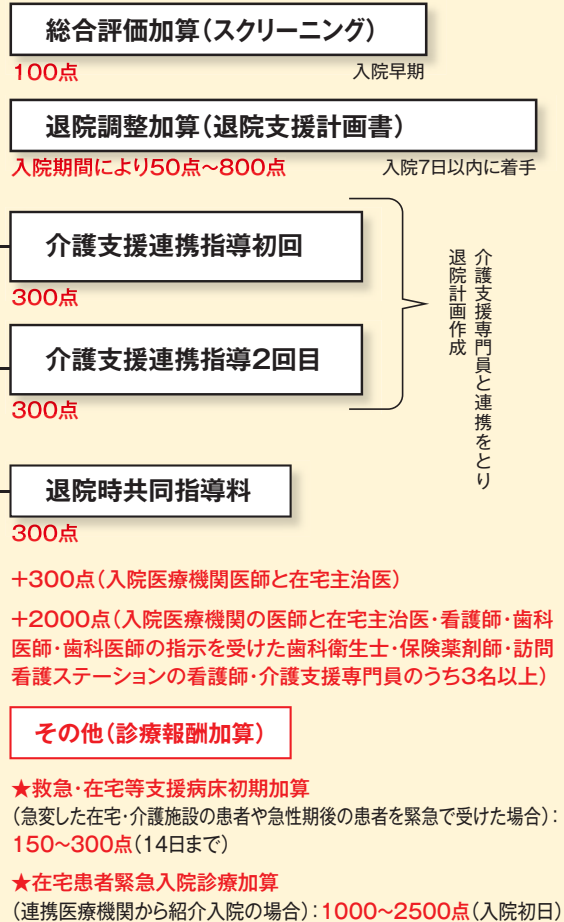 総合評価加算(スクリーニング)
100点
入院早期
退院調整加算(退院支援計画書)
入院期間により50点～800点
入院7日以内に着手
介護支援連携指導初回
300点
介護支援連携指導2回目
300点
介護支援専門員と連携をとり
退院計画作成
退院時共同指導料
300点
+300点(入院医療機関医師と在宅主治医)
+2000点(入院医療機関の医師と在宅主治医・看護師・歯科
医師・歯科医師の指示を受けた歯科衛生士・保険薬剤師・訪問
看護ステーションの看護師・介護支援専門員のうち3名以上)
その他(診療報酬加算)
★救急・在宅等支援病床初期加算
(急変した在宅・介護施設の患者や急性期後の患者を緊急で受けた場合):
150～300点(14日まで)
★在宅患者緊急入院診療加算
(連携医療機関から紹介入院の場合):1000～2500点(入院初日)